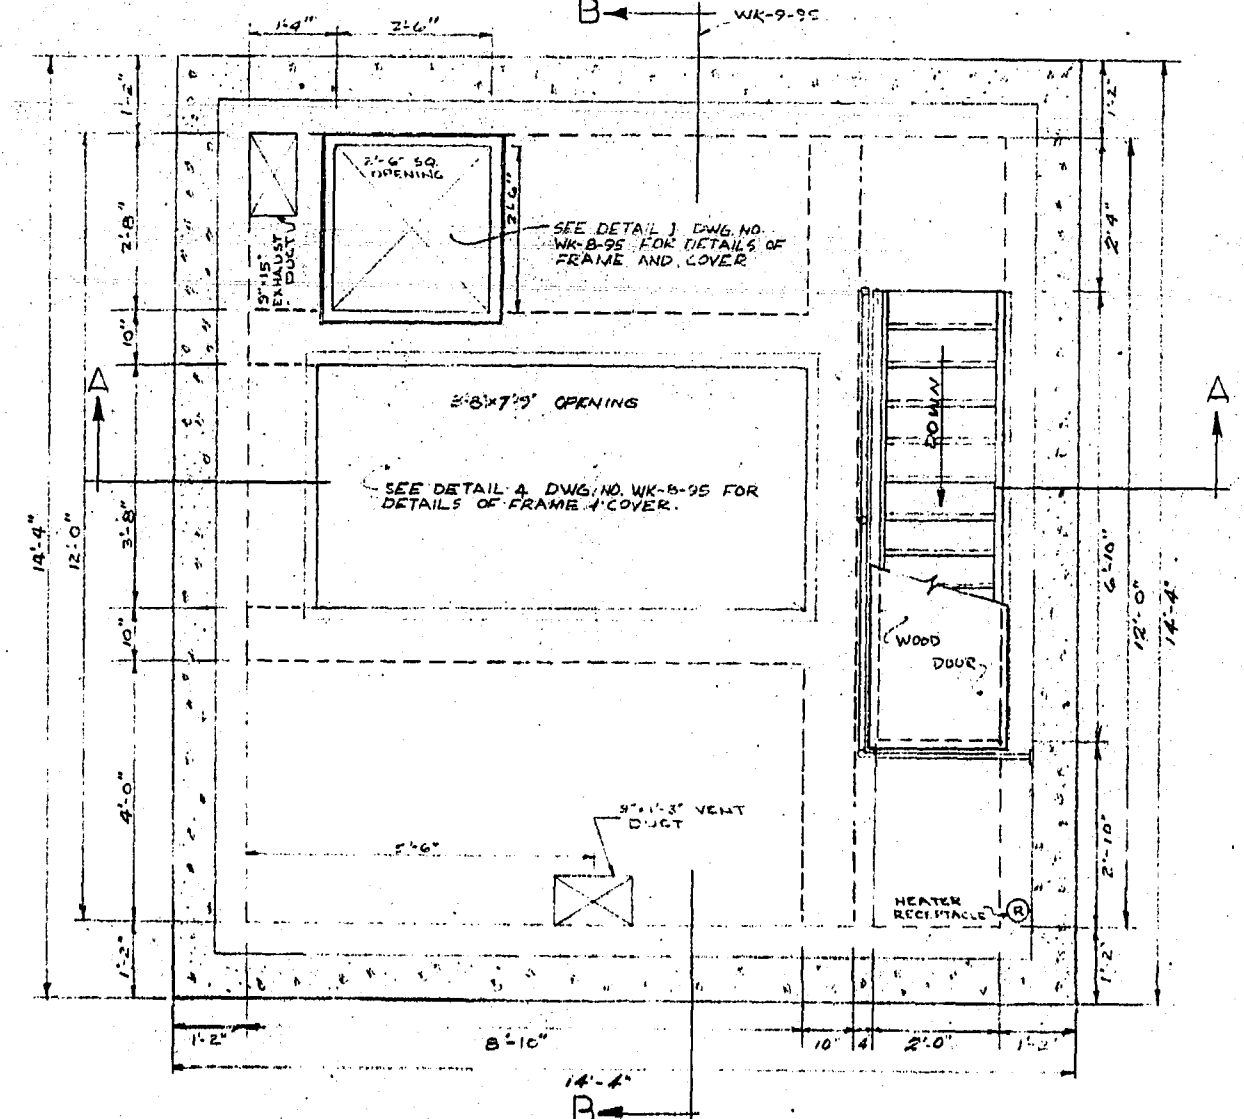 B
WK-9-95
1'-4"
2'-6"
1'-2"
1'-2"
2'-6" SQ.
OPENING
2'-6"
2'-8"
2'-4"
9"x15"
EXHAUST
DUCT
SEE DETAIL 1 DWG. NO.
WK-8-95 FOR DETAILS OF
FRAME AND COVER
10"
A
A
3'-8"x7'-9" OPENING
DOWN
SEE DETAIL 4 DWG. NO. WK-8-95 FOR
DETAILS OF FRAME & COVER.
14'-4"
12'-0"
3'-8"
6'-10"
12'-0"
14'-4"
10"
WOOD
DOOR
4'-0"
9"x1'-3" VENT
DUCT
2'-10"
HEATER
RECEPTACLE
R
1'-2"
1'-2"
1'-2"
8'-10"
10"
4"
2'-0"
1'-2"
14'-4"
B